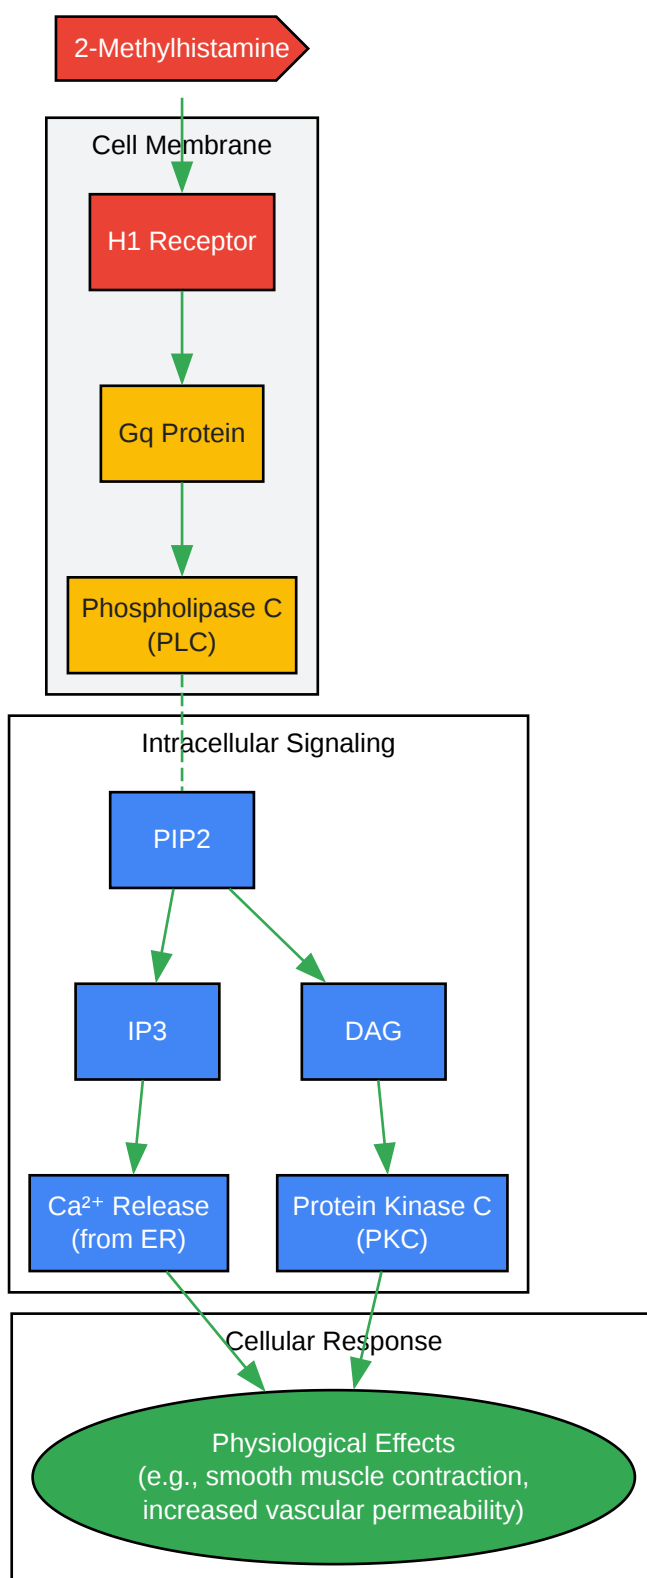 2-Methylhistamine
Cell Membrane
H1 Receptor
Gq Protein
Phospholipase C
(PLC)
Intracellular Signaling
PIP2
IP3
DAG
Ca²⁺ Release
(from ER)
Protein Kinase C
(PKC)
Cellular Response
Physiological Effects
(e.g., smooth muscle contraction,
increased vascular permeability)